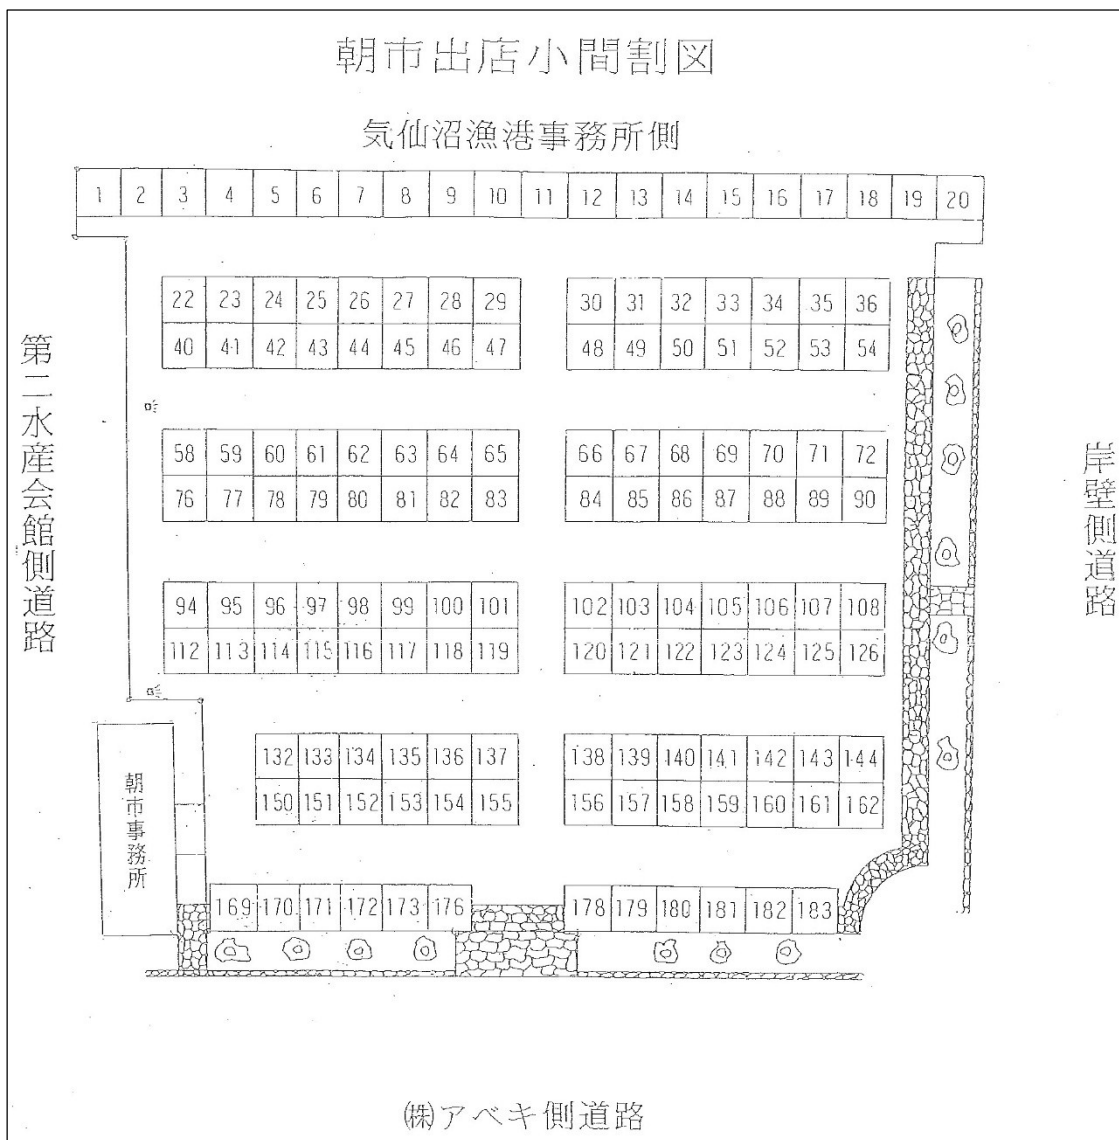 朝市出店小間割図
気仙沼漁港事務所側
1 2 3 4 5 6 7 8 9 10 11 12 13 14 15 16 17 18 19 20
22 23 24 25 26 27 28 29 30 31 32 33 34 35 36
40 41 42 43 44 45 46 47 48 49 50 51 52 53 54
第二水産会館側道路
岸壁側道路
58 59 60 61 62 63 64 65 66 67 68 69 70 71 72
76 77 78 79 80 81 82 83 84 85 86 87 88 89 90
94 95 96 97 98 99 100 101 102 103 104 105 106 107 108
112 113 114 115 116 117 118 119 120 121 122 123 124 125 126
132 133 134 135 136 137 138 139 140 141 142 143 144
150 151 152 153 154 155 156 157 158 159 160 161 162
朝市事務所
169 170 171 172 173 176 178 179 180 181 182 183
㈱アベキ側道路